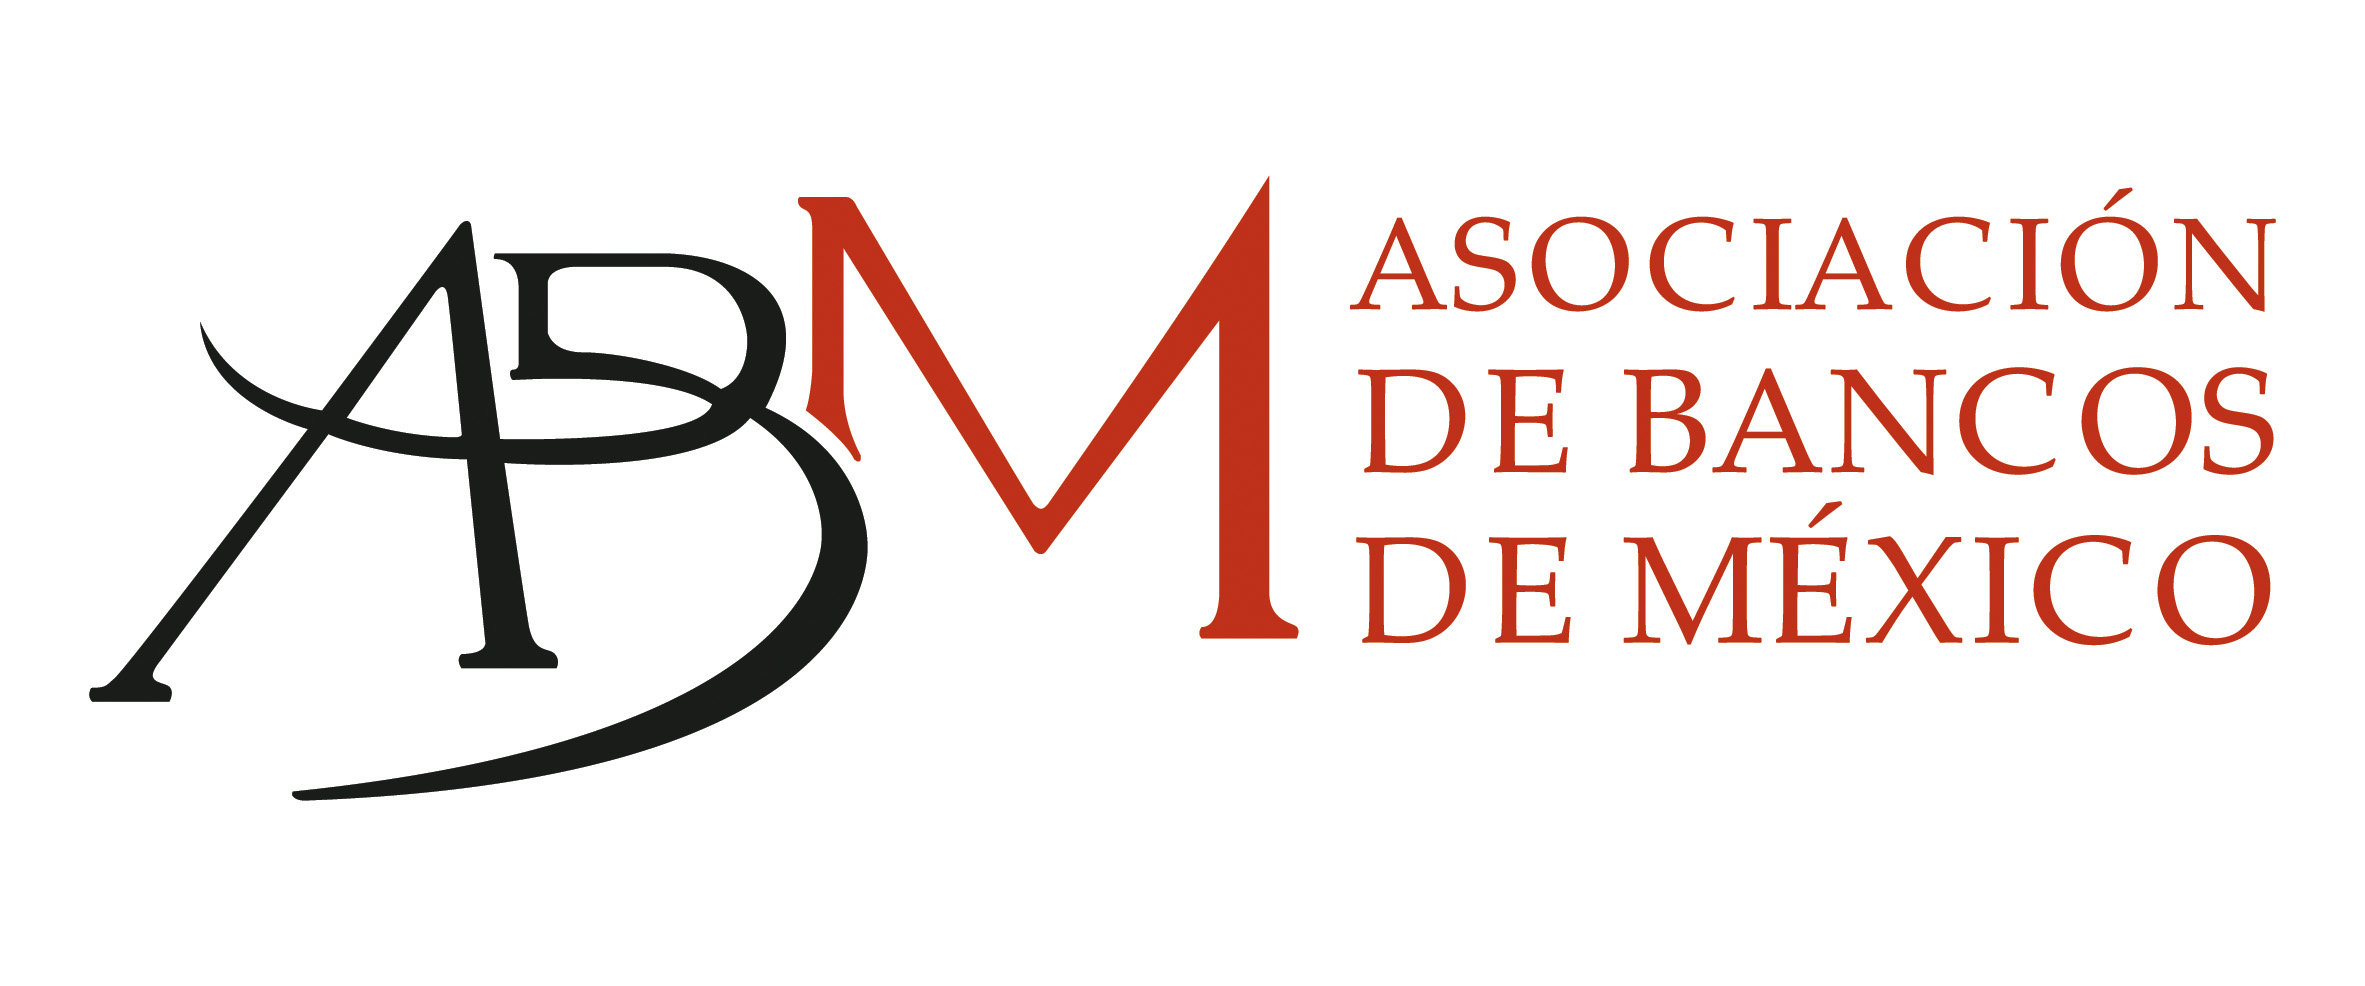 ABM
ASOCIACIÓN
DE BANCOS
DE MÉXICO